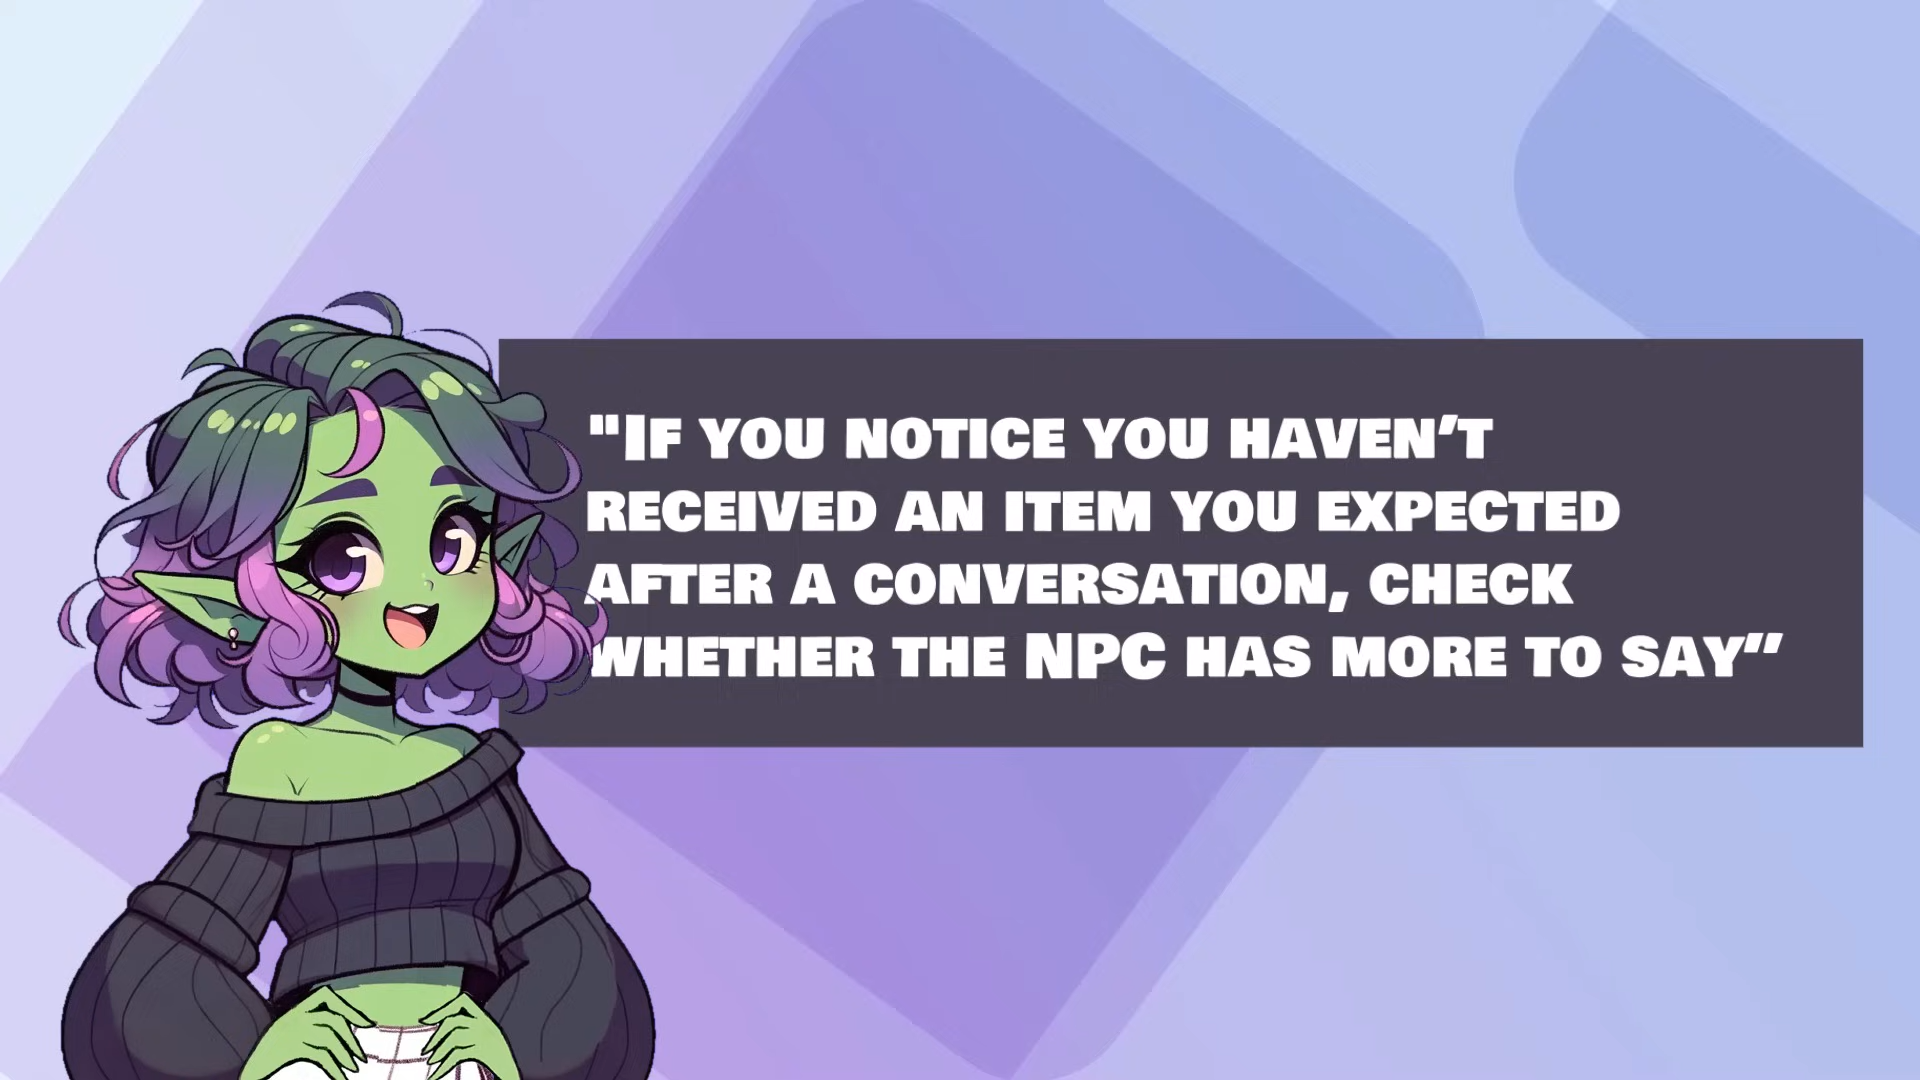 "If you notice you haven’t
received an item you expected
after a conversation, check
whether the NPC has more to say”